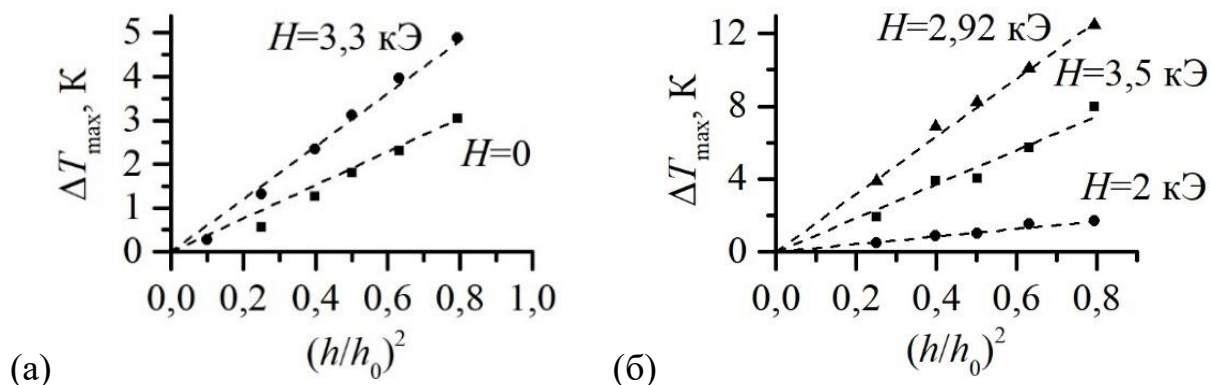 5
4
3
2
1
0
ΔT_max, К
H=3,3 кЭ
H=0
0,0 0,2 0,4 0,6 0,8 1,0
(h/h₀)²
(а)
12
8
4
0
ΔT_max, К
H=2,92 кЭ
H=3,5 кЭ
H=2 кЭ
0,0 0,2 0,4 0,6 0,8
(h/h₀)²
(б)